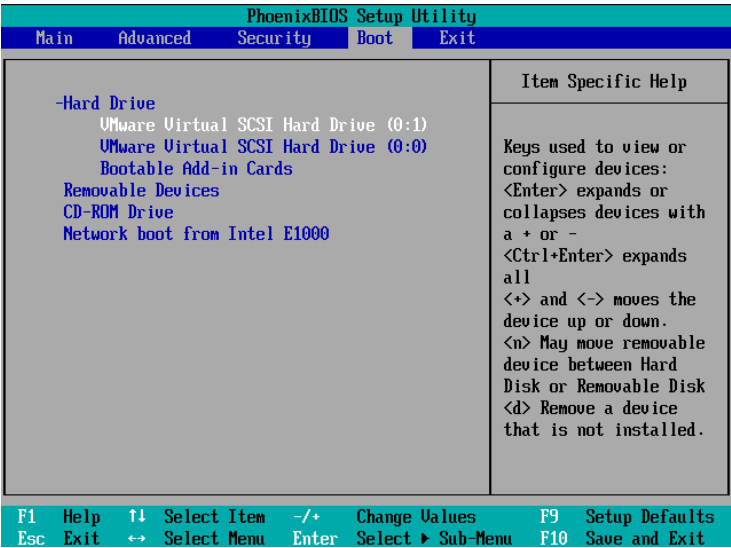 PhoenixBIOS Setup Utility
Main Advanced Security Boot Exit
-Hard Drive
VMware Virtual SCSI Hard Drive (0:1)
VMware Virtual SCSI Hard Drive (0:0)
Bootable Add-in Cards
Removable Devices
CD-ROM Drive
Network boot from Intel E1000
Item Specific Help
Keys used to view or
configure devices:
<Enter> expands or
collapses devices with
a + or -
<Ctrl+Enter> expands
all
<+> and <-> moves the
device up or down.
<n> May move removable
device between Hard
Disk or Removable Disk
<d> Remove a device
that is not installed.
F1 Help ↑↓ Select Item -/+ Change Values F9 Setup Defaults
Esc Exit ↔ Select Menu Enter Select ▶ Sub-Menu F10 Save and Exit